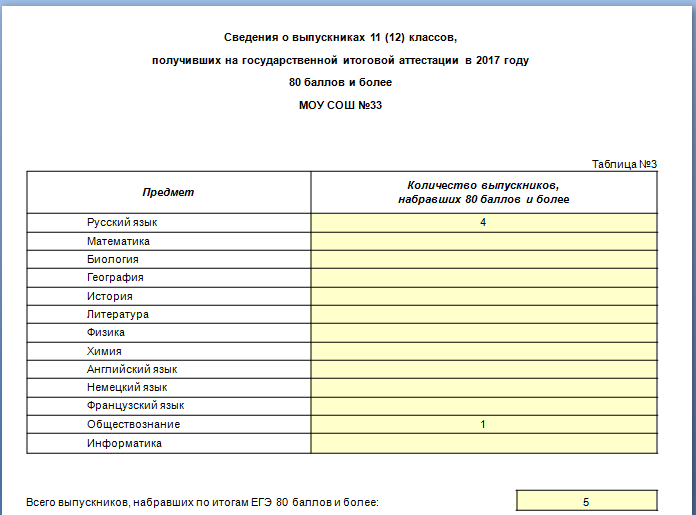 Сведения о выпускниках 11 (12) классов,
получивших на государственной итоговой аттестации в 2017 году
80 баллов и более
МОУ СОШ №33
Таблица №3
Предмет
Количество выпускников,
набравших 80 баллов и более
Русский язык 4
Математика
Биология
География
История
Литература
Физика
Химия
Английский язык
Немецкий язык
Французский язык
Обществознание 1
Информатика
Всего выпускников, набравших по итогам ЕГЭ 80 баллов и более: 5